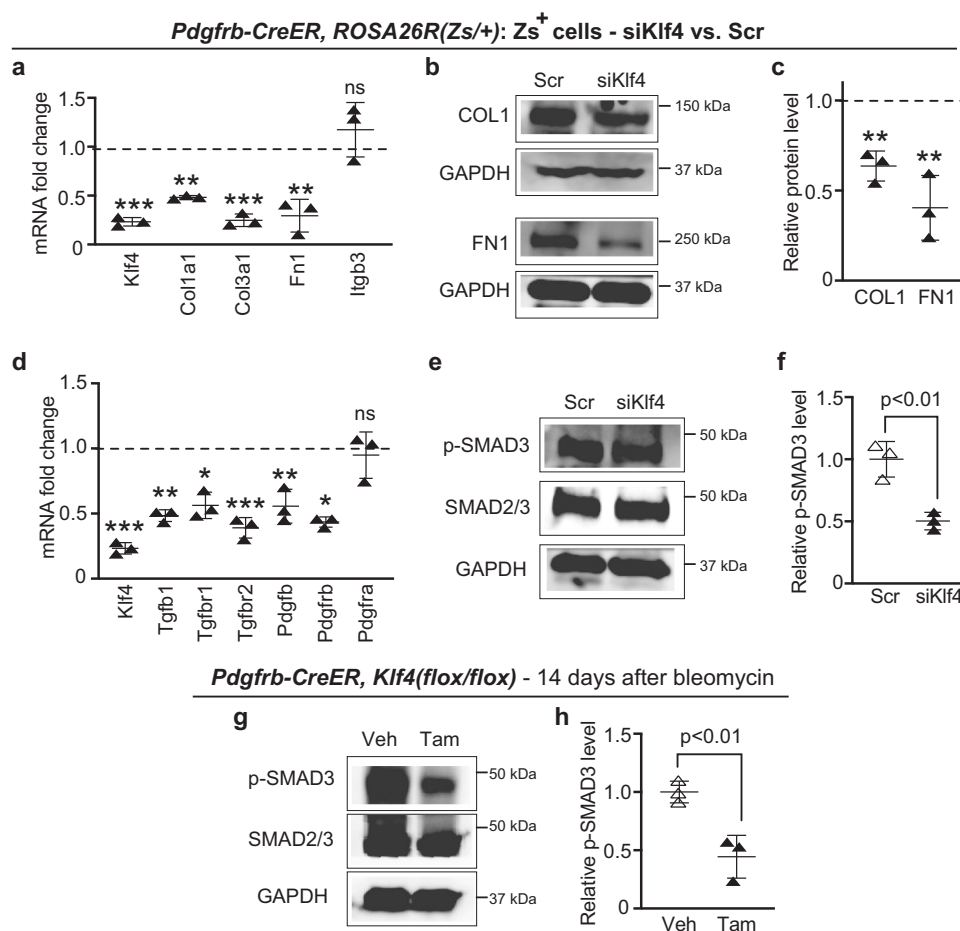 Pdgfrb-CreER, ROSA26R(Zs/+): Zs+ cells - siKlf4 vs. Scr
a
mRNA fold change
1.5
1.0
0.5
0
***
**
***
**
ns
Klf4
Col1a1
Col3a1
Fn1
Itgb3
b
Scr siKlf4
COL1
150 kDa
GAPDH
37 kDa
FN1
250 kDa
GAPDH
37 kDa
c
Relative protein level
1.0
0.5
0
**
**
COL1 FN1
d
mRNA fold change
1.5
1.0
0.5
0
***
**
*
***
**
*
ns
Klf4
Tgfb1
Tgfbr1
Tgfbr2
Pdgfb
Pdgfrb
Pdgfra
e
Scr siKlf4
p-SMAD3
50 kDa
SMAD2/3
50 kDa
GAPDH
37 kDa
f
Relative p-SMAD3 level
p<0.01
1.5
1.0
0.5
0
Scr siKlf4
Pdgfrb-CreER, Klf4(flox/flox) - 14 days after bleomycin
g
Veh Tam
p-SMAD3
50 kDa
SMAD2/3
50 kDa
GAPDH
37 kDa
h
Relative p-SMAD3 level
p<0.01
1.5
1.0
0.5
0
Veh Tam